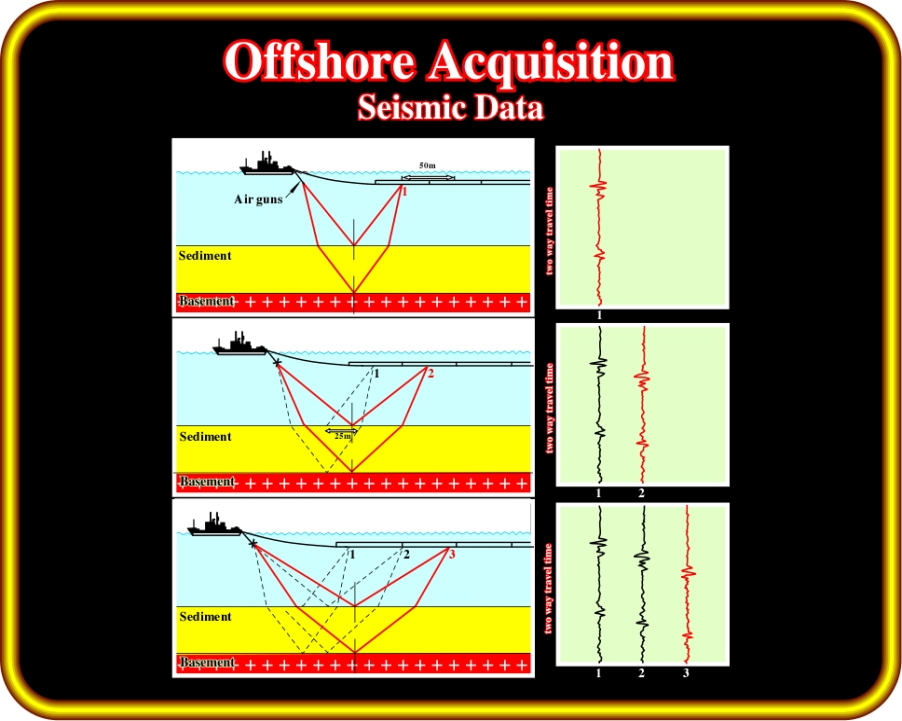 Offshore Acquisition
Seismic Data
50m
Air guns
1
Sediment
Basement
two way travel time
1
1
2
25m
Sediment
Basement
two way travel time
1 2
1
2
3
Sediment
Basement
two way travel time
1 2 3